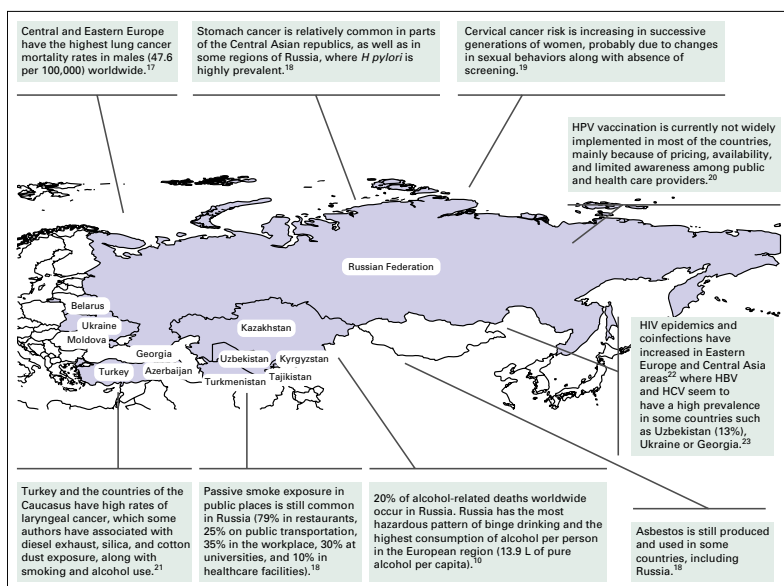 Central and Eastern Europe
have the highest lung cancer
mortality rates in males (47.6
per 100,000) worldwide.17
Stomach cancer is relatively common in parts
of the Central Asian republics, as well as in
some regions of Russia, where H pylori is
highly prevalent.18
Cervical cancer risk is increasing in successive
generations of women, probably due to changes
in sexual behaviors along with absence of
screening.19
HPV vaccination is currently not widely
implemented in most of the countries,
mainly because of pricing, availability,
and limited awareness among public
and health care providers.20
Russian Federation
Belarus
Ukraine
Moldova
Georgia
Turkey
Azerbaijan
Kazakhstan
Uzbekistan
Kyrgyzstan
Turkmenistan
Tajikistan
HIV epidemics and
coinfections have
increased in Eastern
Europe and Central Asia
areas22 where HBV
and HCV seem to
have a high prevalence
in some countries such
as Uzbekistan (13%),
Ukraine or Georgia.23
Turkey and the countries of the
Caucasus have high rates of
laryngeal cancer, which some
authors have associated with
diesel exhaust, silica, and cotton
dust exposure, along with
smoking and alcohol use.21
Passive smoke exposure in
public places is still common
in Russia (79% in restaurants,
25% on public transportation,
35% in the workplace, 30% at
universities, and 10% in
healthcare facilities).18
20% of alcohol-related deaths worldwide
occur in Russia. Russia has the most
hazardous pattern of binge drinking and the
highest consumption of alcohol per person
in the European region (13.9 L of pure
alcohol per capita).10
Asbestos is still produced
and used in some
countries, including
Russia.18